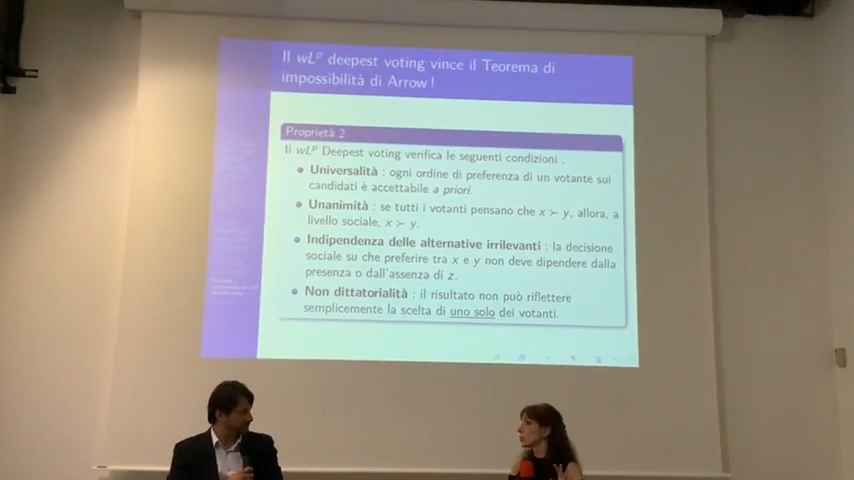 Il wLᵖ deepest voting vince il Teorema di
impossibilità di Arrow !
Proprietà 2
Il wLᵖ Deepest voting verifica le seguenti condizioni :
Universalità : ogni ordine di preferenza di un votante sui
candidati è accettabile a priori.
Unanimità : se tutti i votanti pensano che x ≻ y, allora, a
livello sociale, x ≻ y.
Indipendenza delle alternative irrilevanti : la decisione
sociale su che preferire tra x e y non deve dipendere dalla
presenza o dall'assenza di z.
Non dittatorialità : il risultato non può riflettere
semplicemente la scelta di uno solo dei votanti.